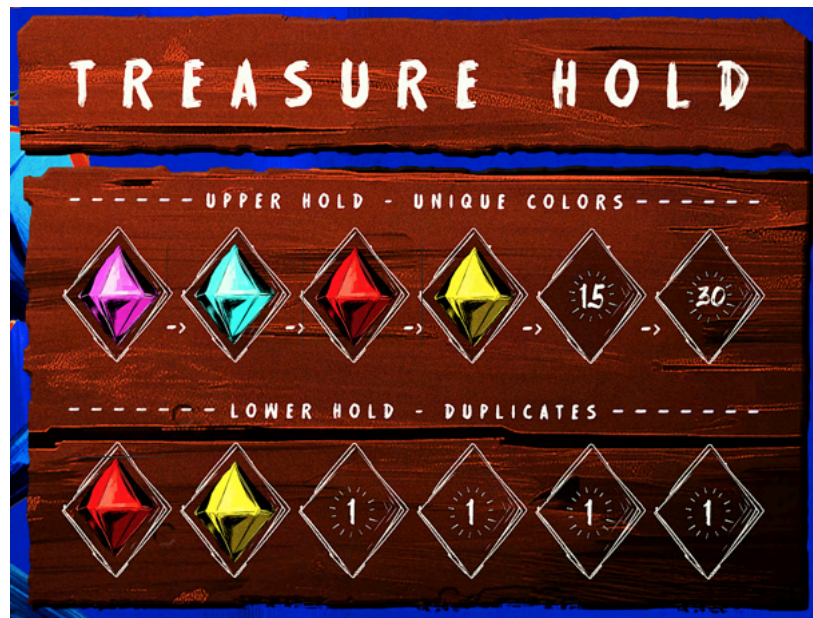 TREASURE HOLD
UPPER HOLD - UNIQUE COLORS
-> -> -> -> 15 -> 30
LOWER HOLD - DUPLICATES
1 1 1 1